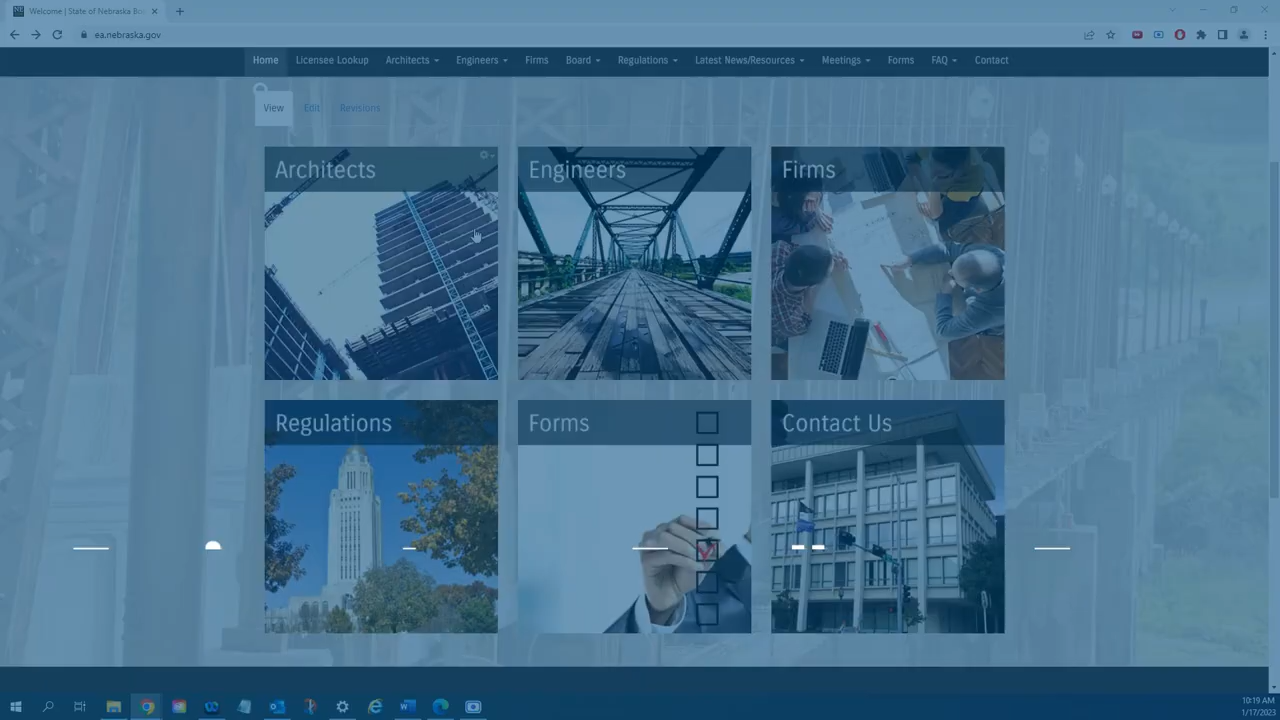 Welcome | State of Nebraska Bo
ea.nebraska.gov
Home
Licensee Lookup
Architects
Engineers
Firms
Board
Regulations
Latest News/Resources
Meetings
Forms
FAQ
Contact
View
Edit
Revisions
Architects
Engineers
Firms
Regulations
Forms
Contact Us
10:19 AM
1/17/2023